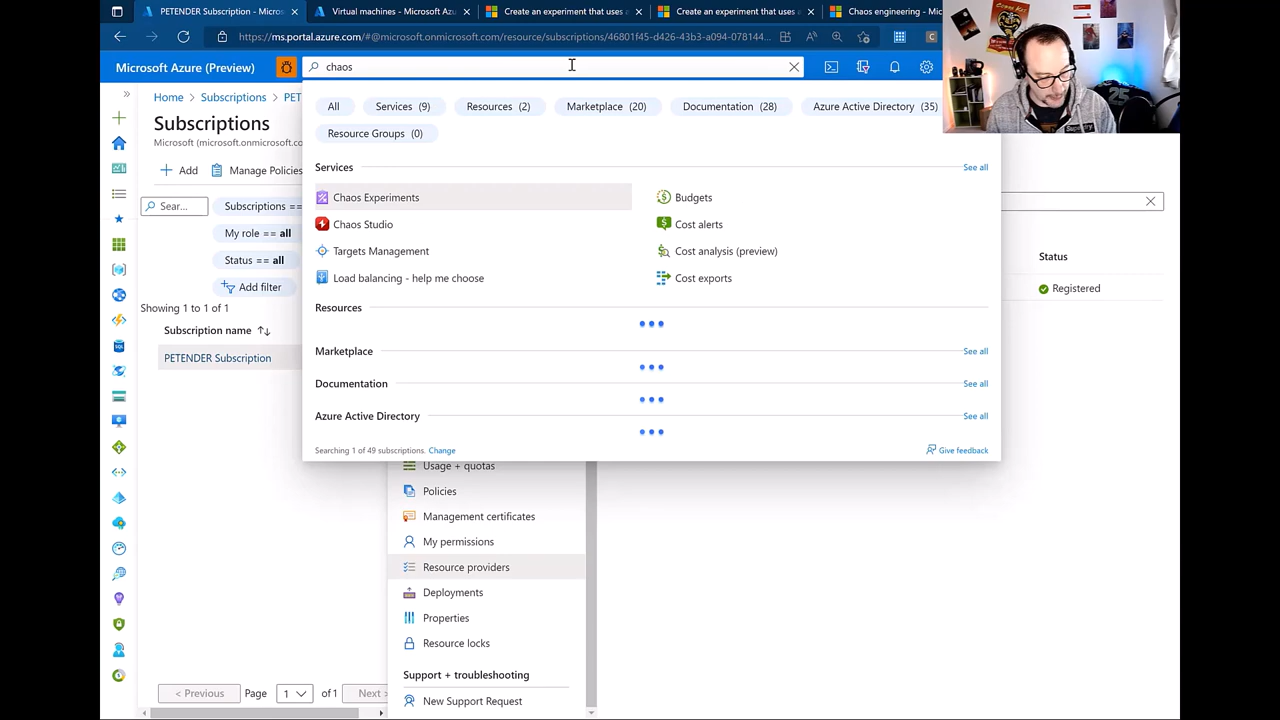 PETENDER Subscription - Micros
Virtual machines - Microsoft Az
Create an experiment that uses
Create an experiment that uses
Chaos engineering - M
https://ms.portal.azure.com/#@onmicrosoft.onmicrosoft.com/resource/subscriptions/46801f45-d426-43b3-a094-078144...
Microsoft Azure (Preview)
chaos
Home
Subscriptions
PET
All
Services (9)
Resources (2)
Marketplace (20)
Documentation (28)
Azure Active Directory (35)
Resource Groups (0)
Subscriptions
Microsoft (microsoft.onmicrosoft.co
Add
Manage Policies
Sear...
Subscriptions ==
My role == all
Status == all
Add filter
Showing 1 to 1 of 1
Subscription name
PETENDER Subscription
Services
See all
Chaos Experiments
Budgets
Chaos Studio
Cost alerts
Targets Management
Cost analysis (preview)
Load balancing - help me choose
Cost exports
Resources
Marketplace
See all
Documentation
See all
Azure Active Directory
See all
Searching 1 of 49 subscriptions.
Change
Give feedback
Status
Registered
Usage + quotas
Policies
Management certificates
My permissions
Resource providers
Deployments
Properties
Resource locks
Support + troubleshooting
New Support Request
< Previous
Page
1
of 1
Next >